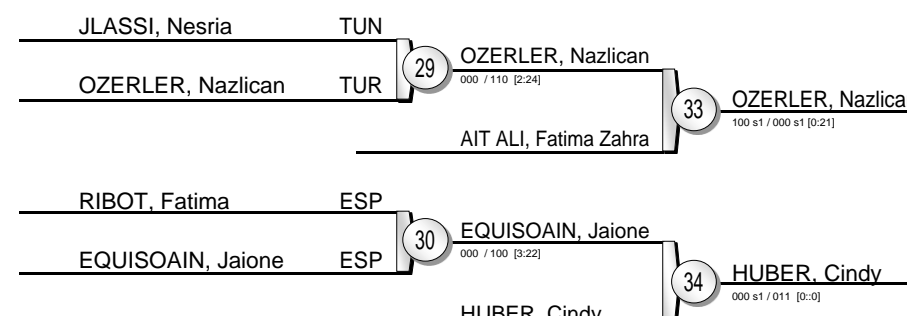 JLASSI, Nesria TUN
OZERLER, Nazlican TUR
29
OZERLER, Nazlican
000 / 110 [2:24]
AIT ALI, Fatima Zahra
33
OZERLER, Nazlica
100 s1 / 000 s1 [0:21]
RIBOT, Fatima ESP
EQUISOAIN, Jaione ESP
30
EQUISOAIN, Jaione
000 / 100 [3:22]
HUBER, Cindy
34
HUBER, Cindy
000 s1 / 011 [0::0]